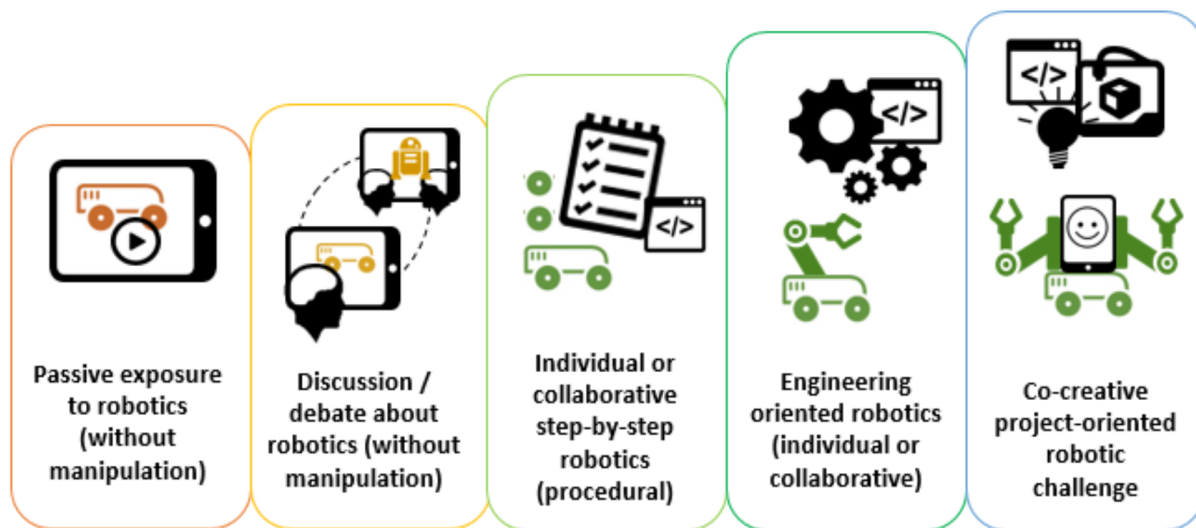 Passive exposure
to robotics
(without
manipulation)
Discussion /
debate about
robotics (without
manipulation)
</>
Individual or
collaborative
step-by-step
robotics
(procedural)
</>
Engineering
oriented robotics
(individual or
collaborative)
</>
Co-creative
project-oriented
robotic
challenge